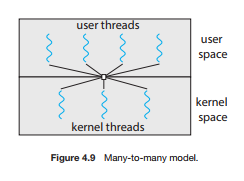 user threads
user
space
kernel
space
kernel threads
Figure 4.9 Many-to-many model.